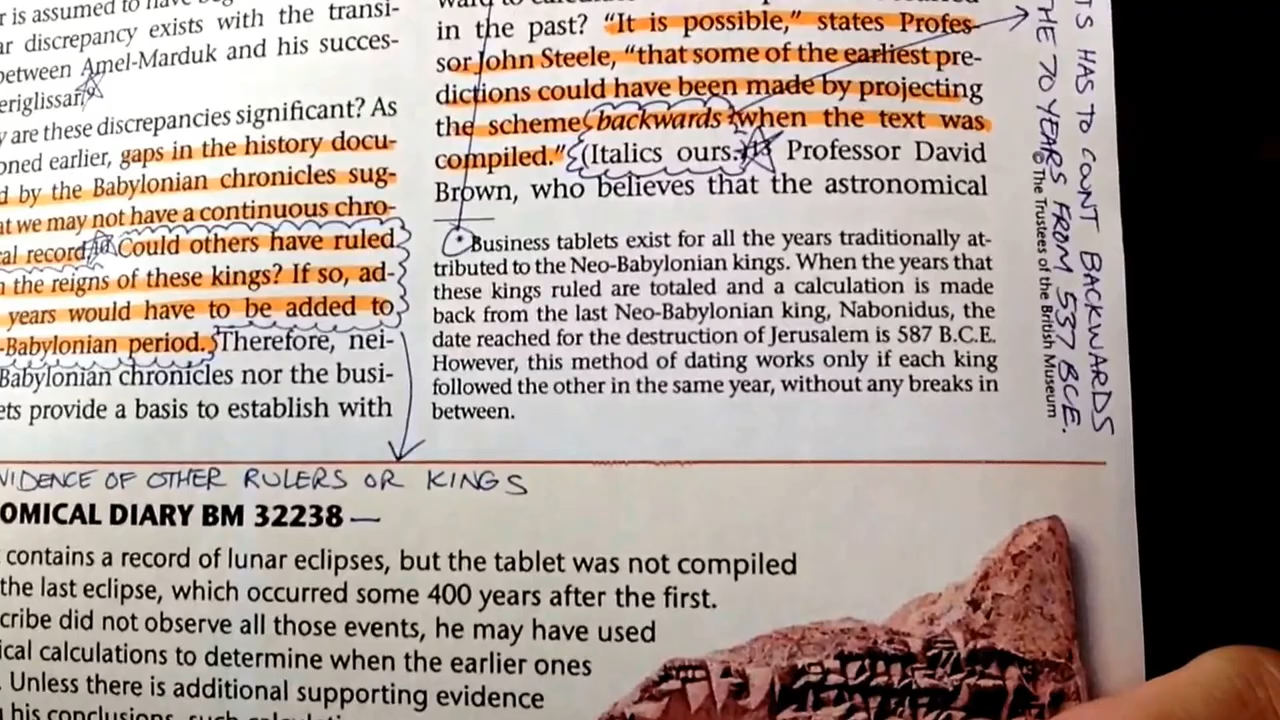 r is assumed to have
ar discrepancy exists with the transi-
between Amel-Marduk and his succes-
eriglissar.
y are these discrepancies significant? As
oned earlier, gaps in the history docu-
d by the Babylonian chronicles sug-
at we may not have a continuous chro-
cal record. Could others have ruled
n the reigns of these kings? If so, ad-
years would have to be added to
-Babylonian period. Therefore, nei-
Babylonian chronicles nor the busi-
ets provide a basis to establish with
in the past? “It is possible,” states Profes-
sor John Steele, “that some of the earliest pre-
dictions could have been made by projecting
the scheme backwards when the text was
compiled.” (Italics ours.)13 Professor David
Brown, who believes that the astronomical
Business tablets exist for all the years traditionally at-
tributed to the Neo-Babylonian kings. When the years that
these kings ruled are totaled and a calculation is made
back from the last Neo-Babylonian king, Nabonidus, the
date reached for the destruction of Jerusalem is 587 B.C.E.
However, this method of dating works only if each king
followed the other in the same year, without any breaks in
between.
TS HAS TO COUNT BACKWARDS
HE 70 YEARS FROM 537 BCE.
© The Trustees of the British Museum
VIDENCE OF OTHER RULERS OR KINGS
OMICAL DIARY BM 32238 —
contains a record of lunar eclipses, but the tablet was not compiled
the last eclipse, which occurred some 400 years after the first.
cribe did not observe all those events, he may have used
ical calculations to determine when the earlier ones
. Unless there is additional supporting evidence
his conclusions, such